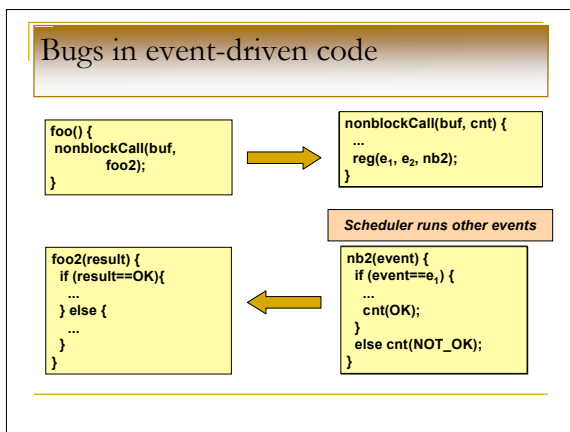 Bugs in event-driven code
foo() {
nonblockCall(buf,
foo2);
}
nonblockCall(buf, cnt) {
...
reg(e₁, e₂, nb2);
}
Scheduler runs other events
foo2(result) {
if (result==OK){
...
} else {
...
}
}
nb2(event) {
if (event==e₁) {
...
cnt(OK);
}
else cnt(NOT_OK);
}